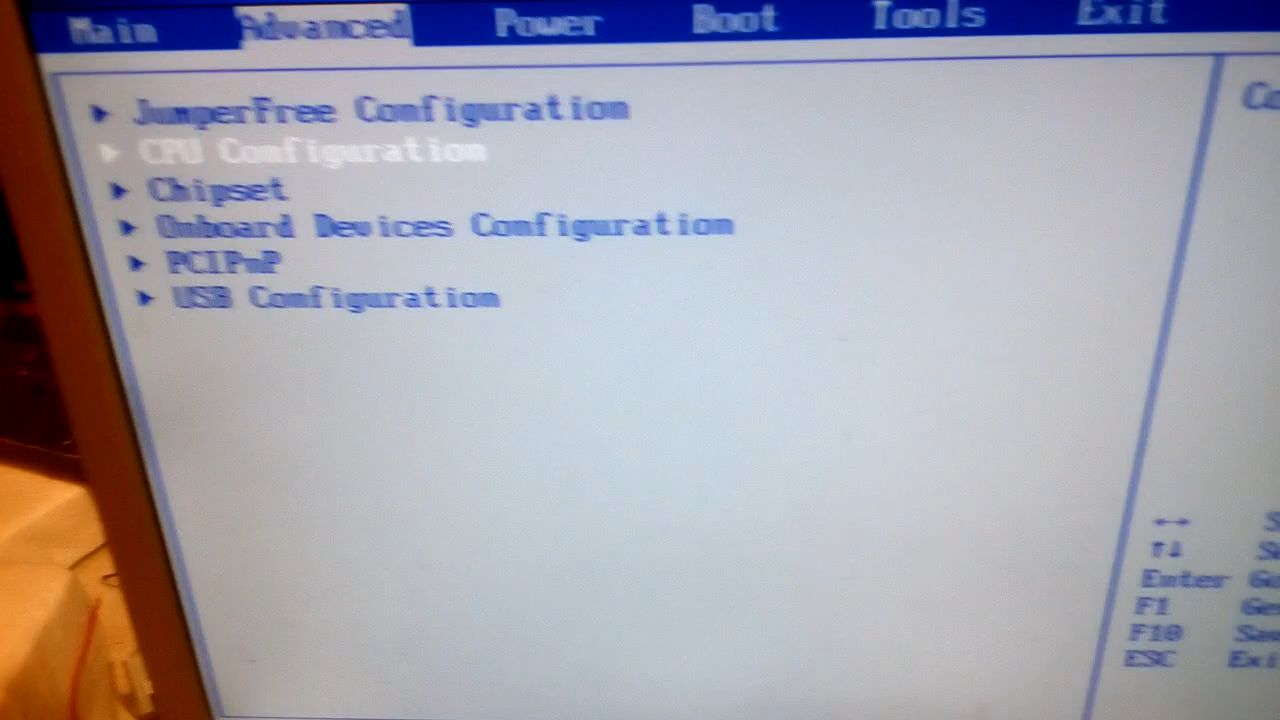 Main Advanced Power Boot Tools Exit
JumperFree Configuration
CPU Configuration
Chipset
Onboard Devices Configuration
PCIPnP
USB Configuration
↔
↑↓
Enter
F1
F10
ESC